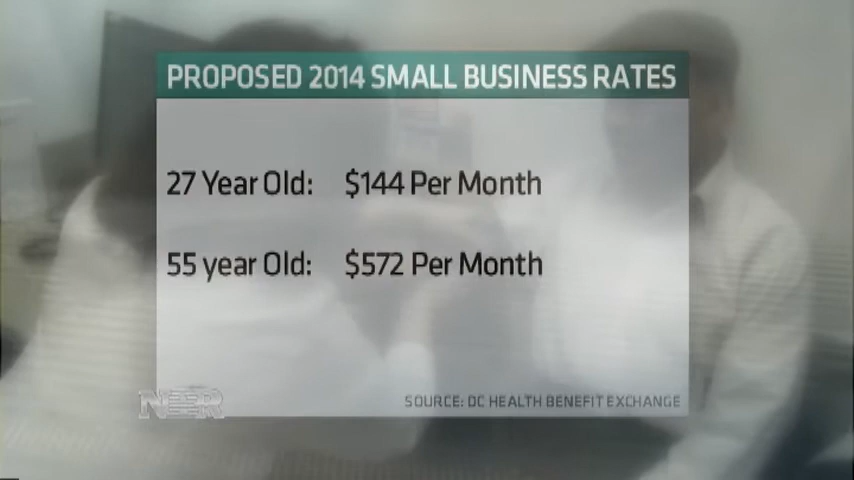 PROPOSED 2014 SMALL BUSINESS RATES
27 Year Old: $144 Per Month
55 year Old: $572 Per Month
SOURCE: DC HEALTH BENEFIT EXCHANGE